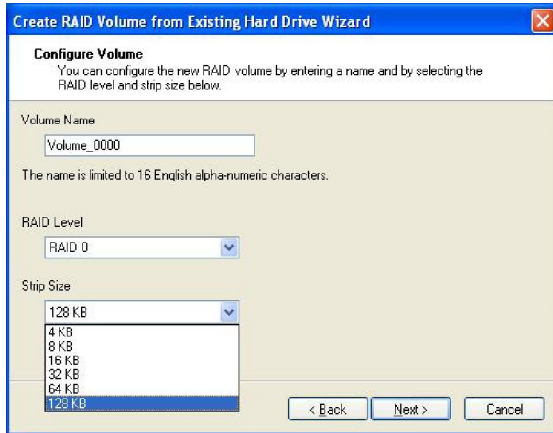 Create RAID Volume from Existing Hard Drive Wizard
Configure Volume
You can configure the new RAID volume by entering a name and by selecting the
RAID level and strip size below.
Volume Name
Volume_0000
The name is limited to 16 English alpha-numeric characters.
RAID Level
RAID 0
Strip Size
128 KB
4 KB
8 KB
16 KB
32 KB
64 KB
128 KB
< Back Next > Cancel